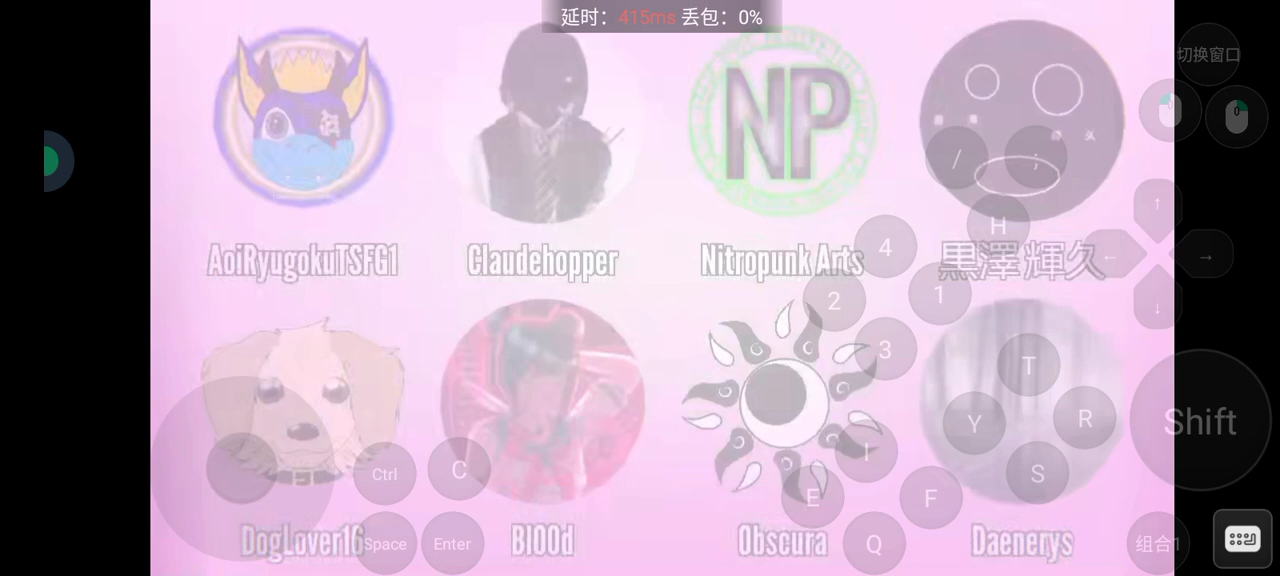 延时：415ms 丢包：0%
切换窗口
NP
/
;
H
↑
←
→
↓
AoiRyugokuTSFG1
Claudehopper
Nitropunk Arts
黒澤輝久
4
2
1
3
T
Y
R
Shift
I
S
Ctrl
C
E
F
DogLover16
Space
Enter
Bl00d
Obscura
Q
Daenerys
组合1